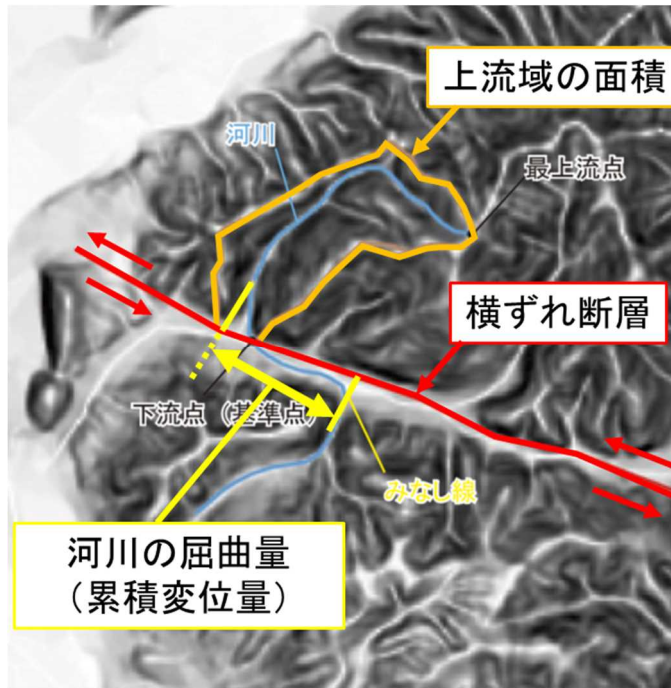 上流域の面積
河川
最上流点
横ずれ断層
下流点（基準点）
みなし線
河川の屈曲量
（累積変位量）